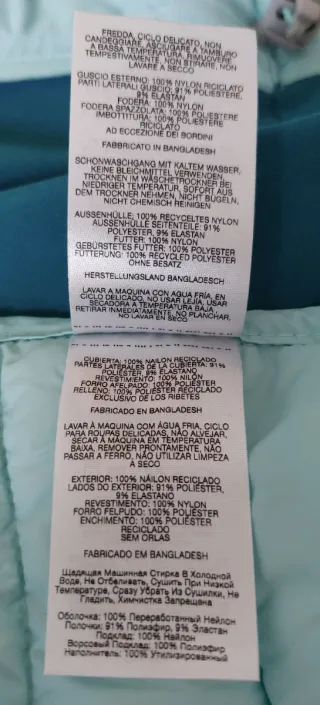 FREDDA, CICLO DELICATO, NON
CANDEGGIARE, ASCIUGARE A TAMBURO
A BASSA TEMPERATURA, RIMUOVERE
TEMPESTIVAMENTE, NON STIRARE, NON
LAVARE A SECCO
GUSCIO ESTERNO: 100% NYLON RICICLATO
PARTI LATERALI GUSCIO: 91% POLIESTERE,
9% ELASTAN
FODERA: 100% NYLON
FODERA SPAZZOLATA: 100% POLIESTERE
IMBOTTITURA: 100% POLIESTERE
RICICLATO
AD ECCEZIONE DEI BORDINI
FABBRICATO IN BANGLADESH
SCHONWASCHGANG MIT KALTEM WASSER,
KEINE BLEICHMITTEL VERWENDEN,
TROCKNEN IM WÄSCHETROCKNER BEI
NIEDRIGER TEMPERATUR, SOFORT AUS
DEM TROCKNER NEHMEN, NICHT BÜGELN,
NICHT CHEMISCH REINIGEN
AUSSENHÜLLE: 100% RECYCELTES NYLON
AUSSENHÜLLE SEITENTEILE: 91%
POLYESTER, 9% ELASTAN
FUTTER: 100% NYLON
GEBÜRSTETES FUTTER: 100% POLYESTER
FÜTTERUNG: 100% RECYCLED POLYESTER
OHNE BESATZ
HERSTELLUNGSLAND BANGLADESCH
LAVAR A MAQUINA CON AGUA FRÍA, EN
CICLO DELICADO, NO USAR LEJÍA, USAR
SECADORA A TEMPERATURA BAJA,
RETIRAR INMEDIATAMENTE, NO PLANCHAR,
NO LAVAR EN SECO
CUBIERTA: 100% NAILON RECICLADO
PARTES LATERALES DE LA CUBIERTA: 91%
POLIÉSTER, 9% ELASTANO
REVESTIMIENTO: 100% NAILON
FORRO AFELPADO: 100% POLIÉSTER
RELLENO: 100% POLIÉSTER RECICLADO
EXCLUSIVO DE LOS RIBETES
FABRICADO EN BANGLADESH
LAVAR À MÁQUINA COM ÁGUA FRIA, CICLO
PARA ROUPAS DELICADAS, NÃO ALVEJAR,
SECAR À MÁQUINA EM TEMPERATURA
BAIXA, REMOVER PRONTAMENTE, NÃO
PASSAR A FERRO, NÃO UTILIZAR LIMPEZA
A SECO
EXTERIOR: 100% NÁILON RECICLADO
LADOS DO EXTERIOR: 91% POLIÉSTER,
9% ELASTANO
REVESTIMENTO: 100% NYLON
FORRO FELPUDO: 100% POLIÉSTER
ENCHIMENTO: 100% POLIÉSTER
RECICLADO
SEM ORLAS
FABRICADO EM BANGLADESH
Щадящая Машинная Стирка В Холодной
Воде, Не Отбеливать, Сушить При Низкой
Температуре, Сразу Убрать Из Сушилки, Не
Гладить, Химчистка Запрещена
Оболочка: 100% Переработанный Нейлон
Полочки: 91% Полиэфир, 9% Эластан
Подклад: 100% Нейлон
Ворсовый Подклад: 100% Полиэфир
Наполнитель: 100% Утилизированный